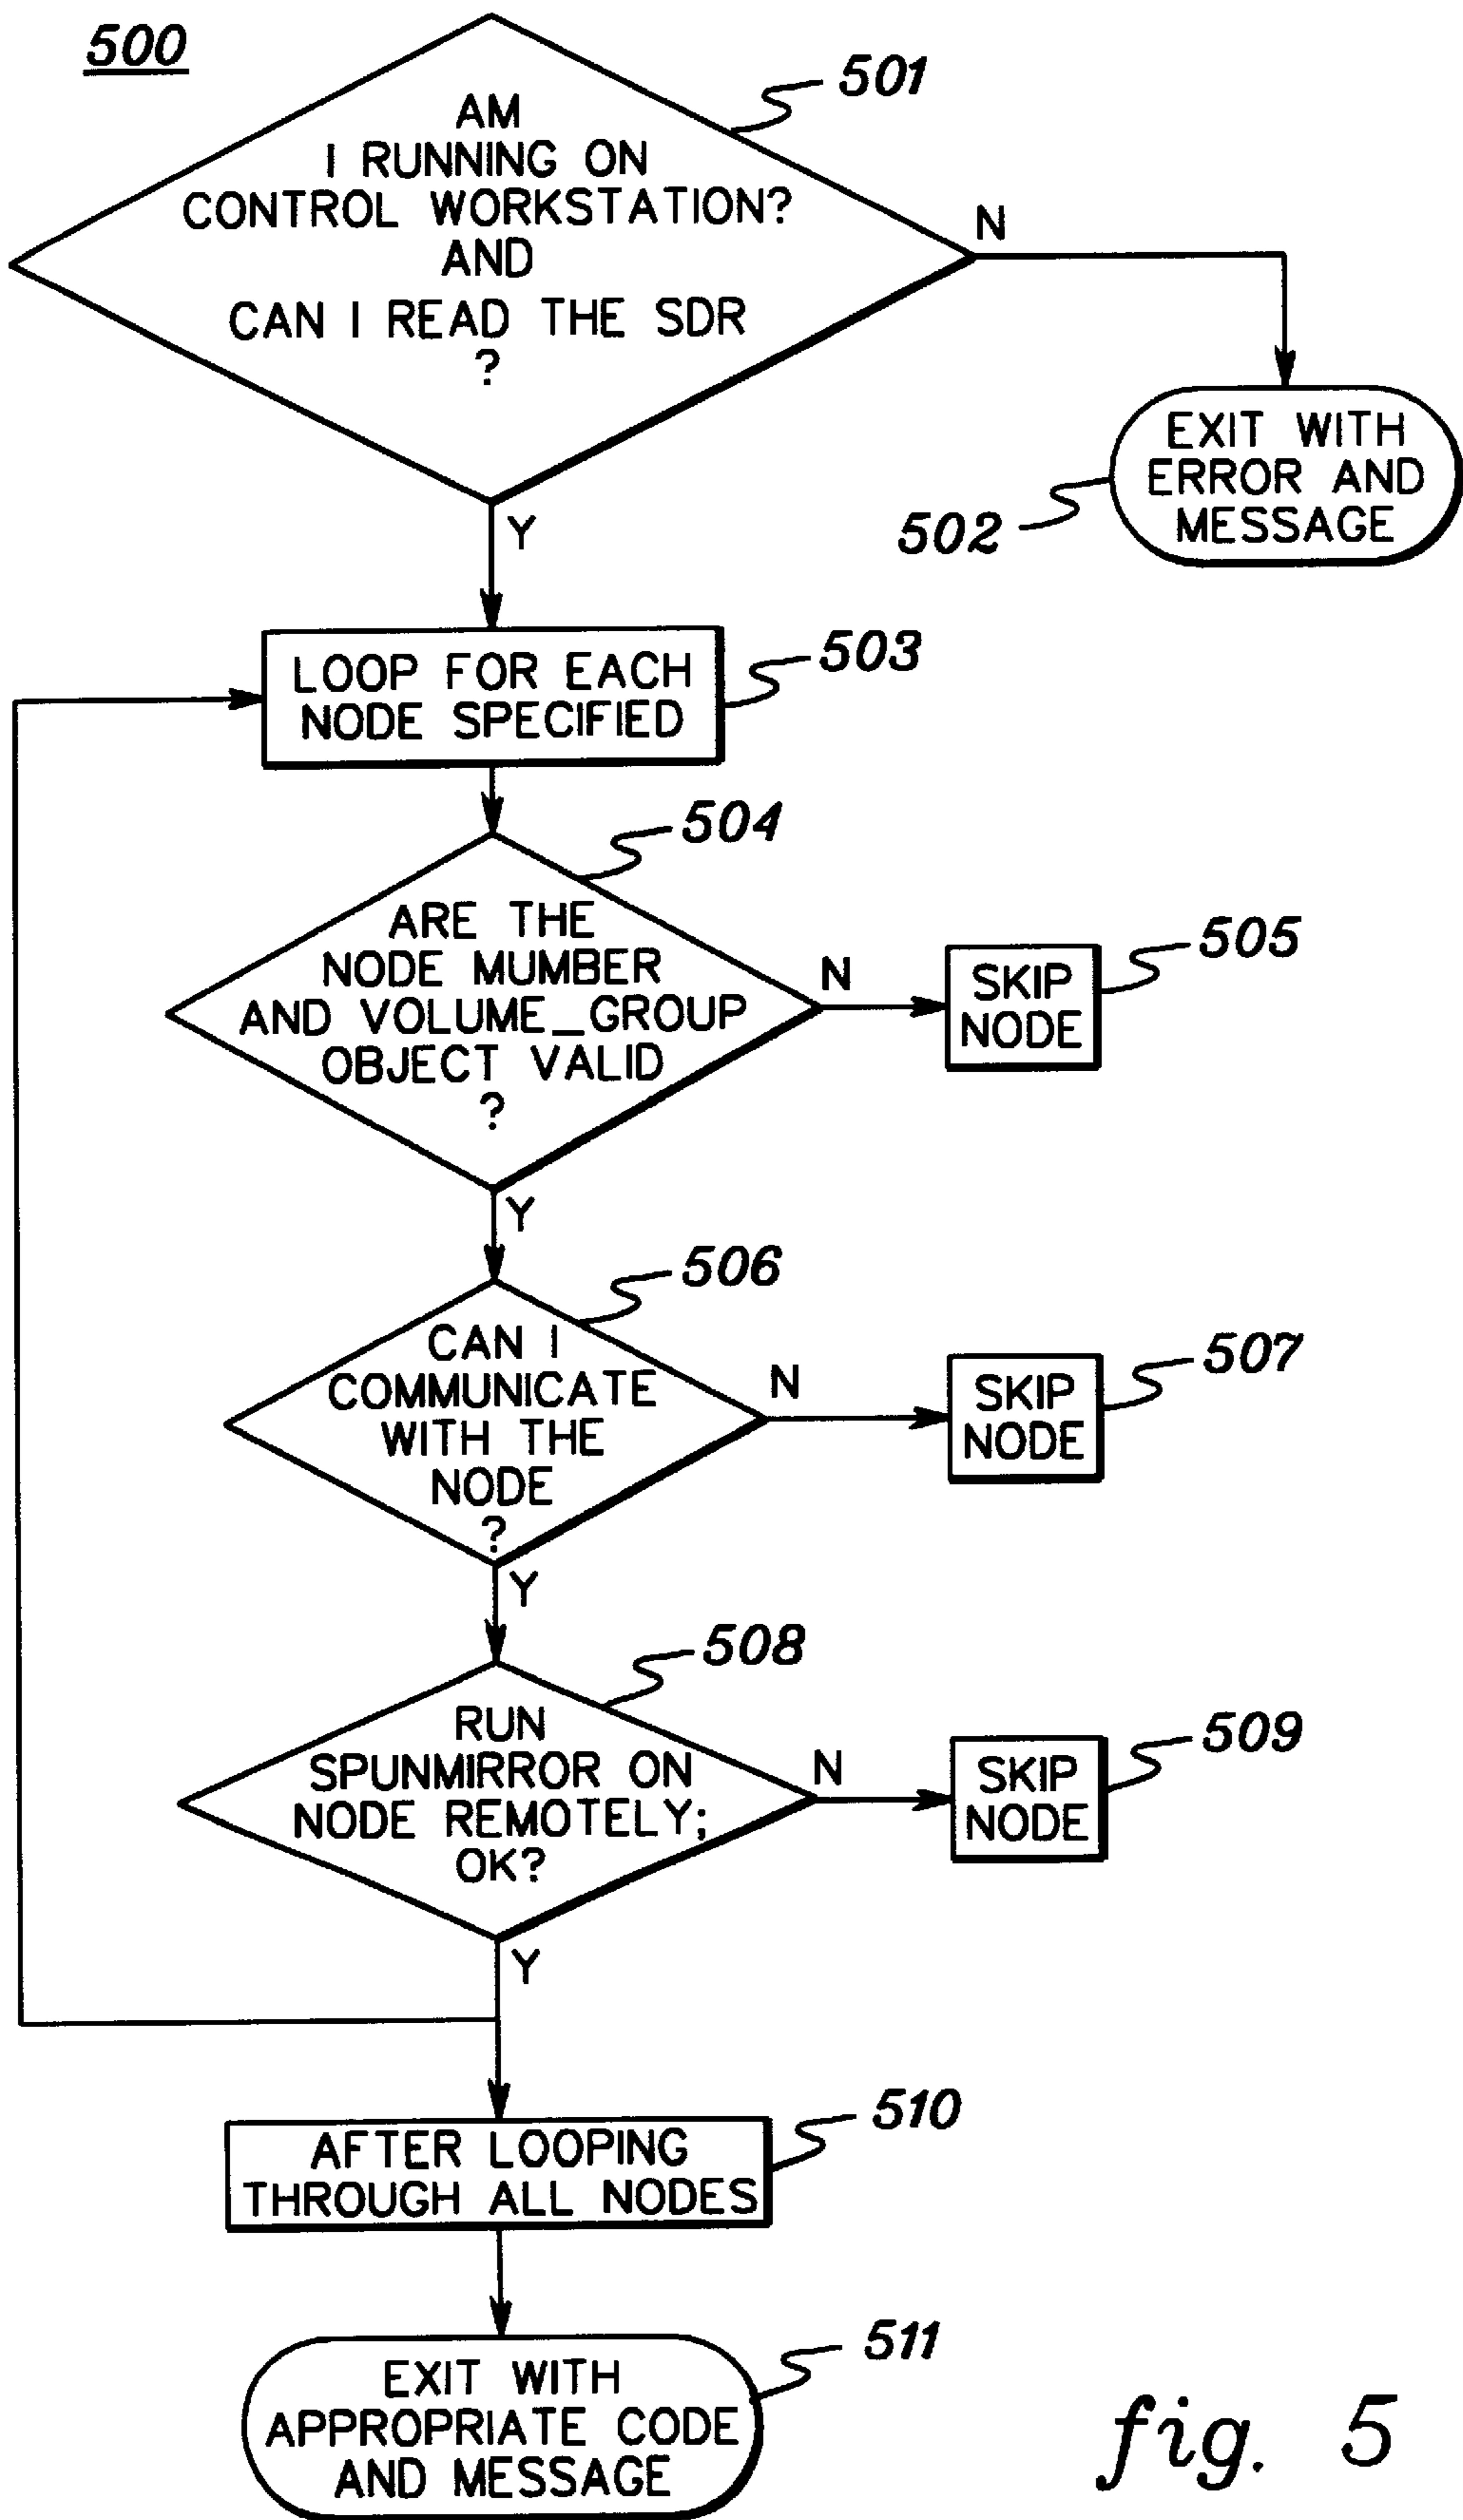 500
501
AM
I RUNNING ON
CONTROL WORKSTATION?
AND
CAN I READ THE SDR
?
N
Y
EXIT WITH
ERROR AND
MESSAGE
502
LOOP FOR EACH
NODE SPECIFIED
503
504
ARE THE
NODE MUMBER
AND VOLUME_GROUP
OBJECT VALID
?
N
Y
SKIP
NODE
505
506
CAN I
COMMUNICATE
WITH THE
NODE
?
N
Y
SKIP
NODE
507
508
RUN
SPUNMIRROR ON
NODE REMOTELY;
OK?
N
Y
SKIP
NODE
509
510
AFTER LOOPING
THROUGH ALL NODES
511
EXIT WITH
APPROPRIATE CODE
AND MESSAGE
fig. 5